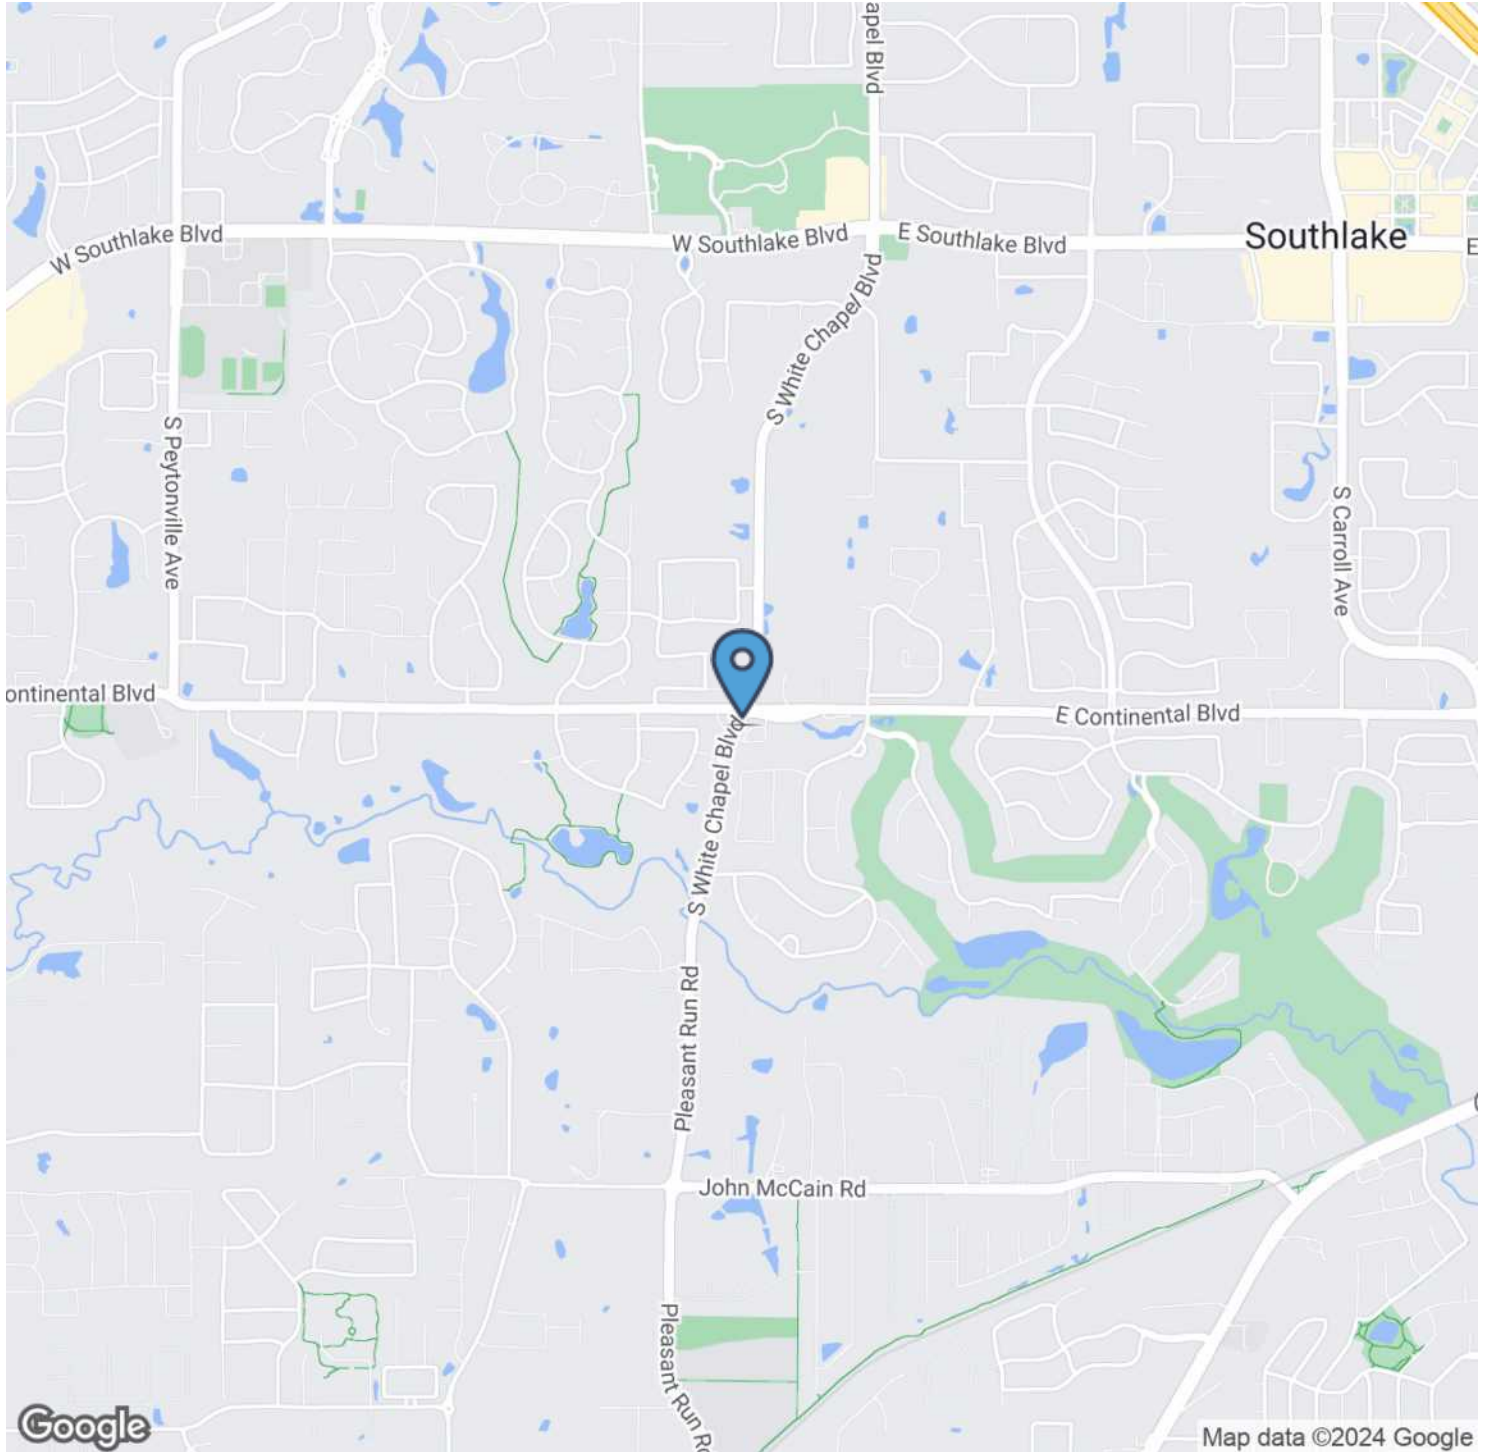 apel Blvd
W Southlake Blvd
W Southlake Blvd
E Southlake Blvd
Southlake
E
S White Chapel Blvd
S Peytonville Ave
S Carroll Ave
ontinental Blvd
E Continental Blvd
S White Chapel Blvd
Pleasant Run Rd
John McCain Rd
Pleasant Run Rd
Google
Map data ©2024 Google